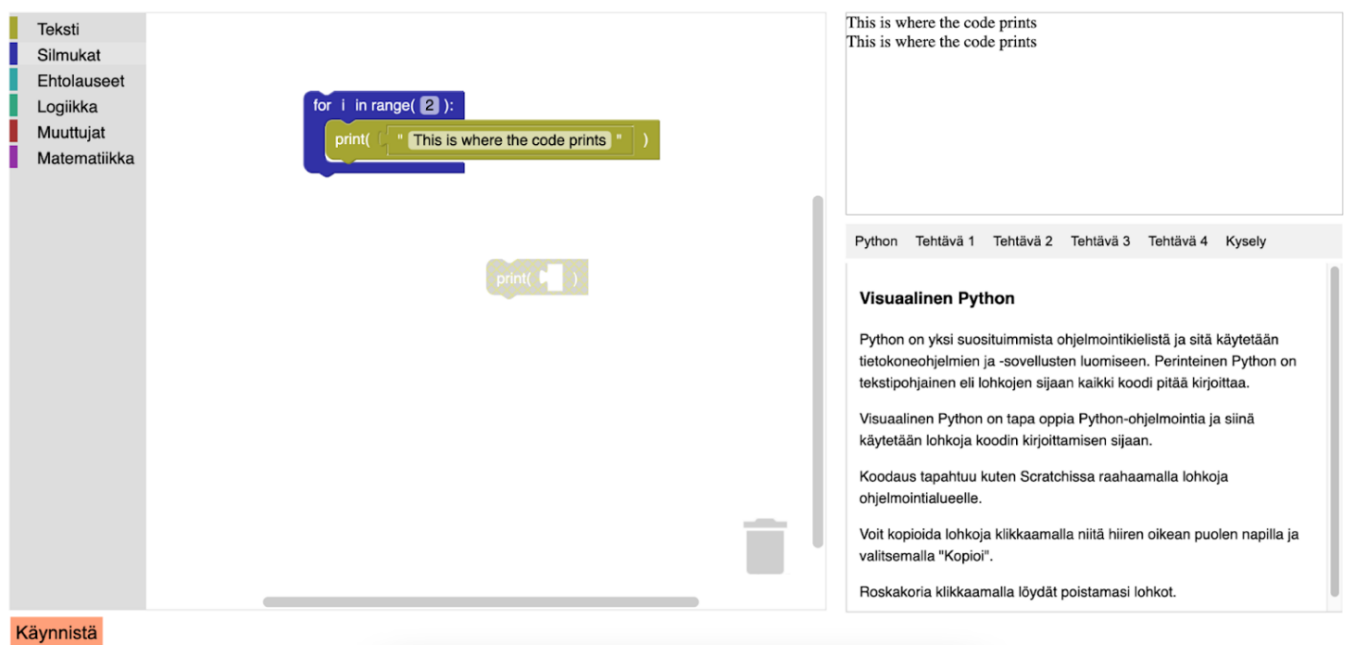 Teksti
Silmukat
Ehtolauseet
Logiikka
Muuttujat
Matematiikka
for i in range( 2 ):
print( " This is where the code prints " )
print( )
Käynnistä
This is where the code prints
This is where the code prints
Python Tehtävä 1 Tehtävä 2 Tehtävä 3 Tehtävä 4 Kysely
Visuaalinen Python
Python on yksi suosituimmista ohjelmointikielistä ja sitä käytetään
tietokoneohjelmien ja -sovellusten luomiseen. Perinteinen Python on
tekstipohjainen eli lohkojen sijaan kaikki koodi pitää kirjoittaa.
Visuaalinen Python on tapa oppia Python-ohjelmointia ja siinä
käytetään lohkoja koodin kirjoittamisen sijaan.
Koodaus tapahtuu kuten Scratchissa raahaamalla lohkoja
ohjelmointialueelle.
Voit kopioida lohkoja klikkaamalla niitä hiiren oikean puolen napilla ja
valitsemalla "Kopioi".
Roskakoria klikkaamalla löydät poistamasi lohkot.